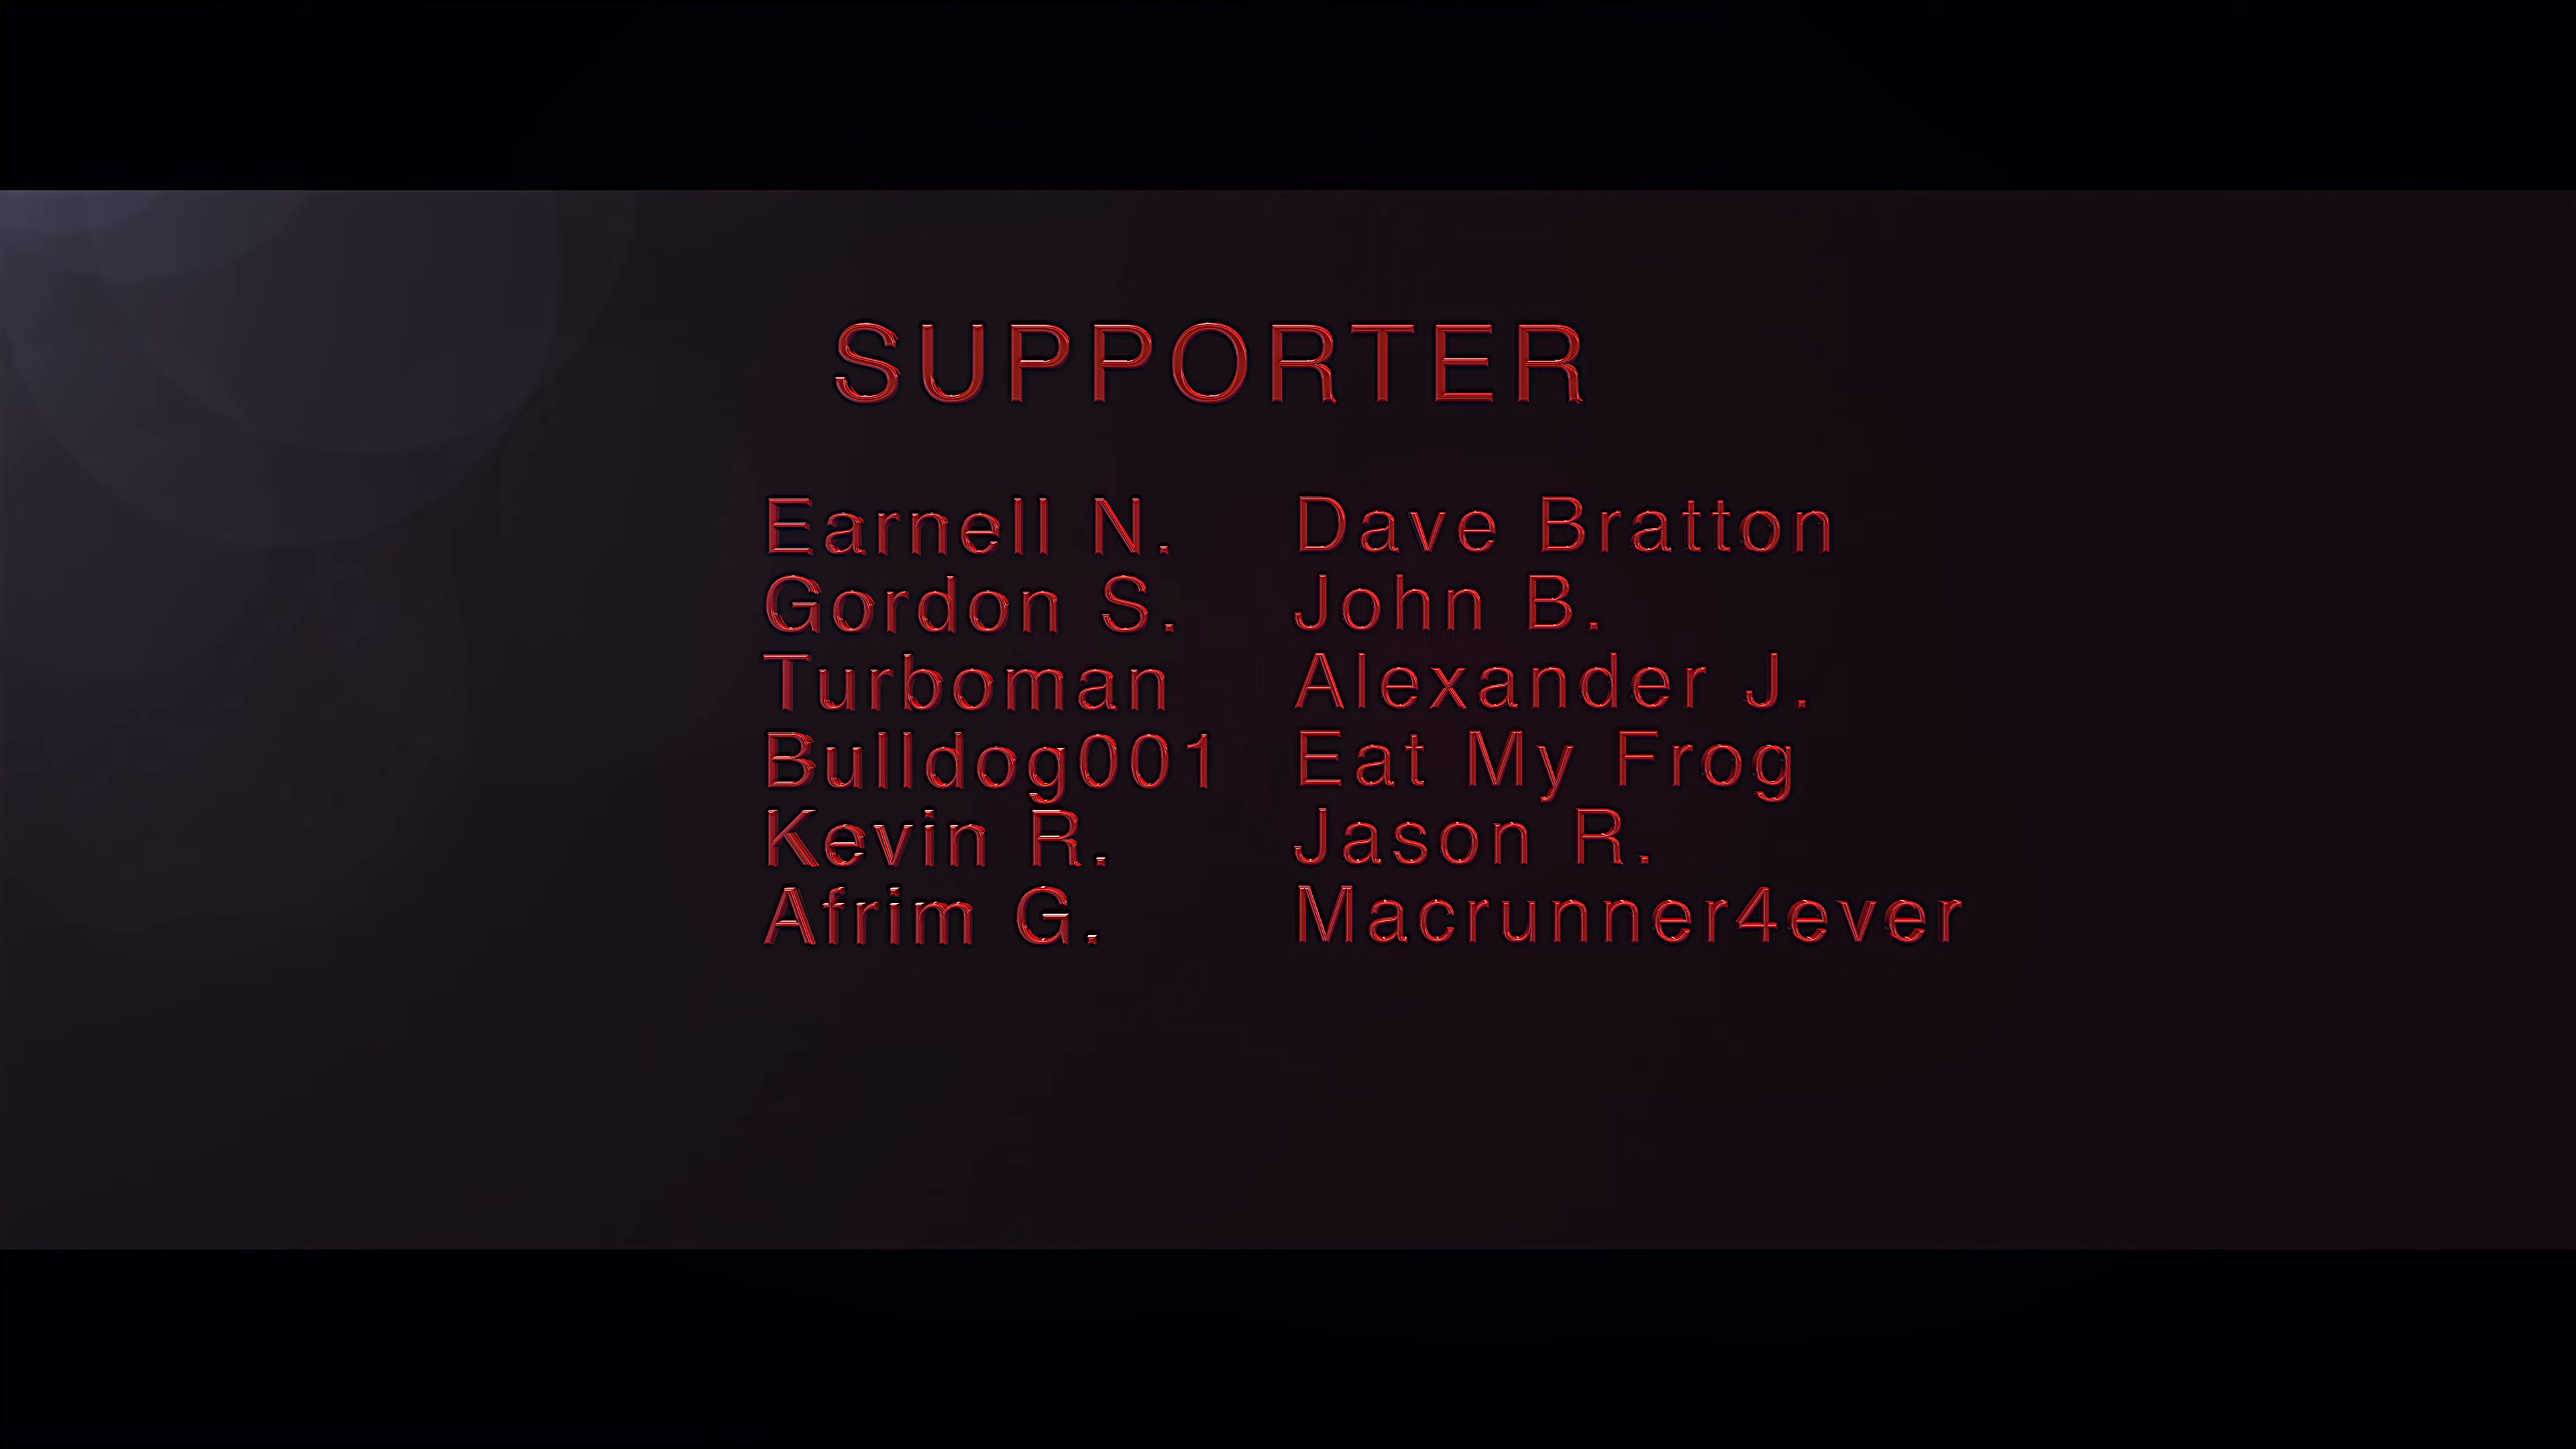 SUPPORTER
Earnell N.
Gordon S.
Turboman
Bulldog001
Kevin R.
Afrim G.
Dave Bratton
John B.
Alexander J.
Eat My Frog
Jason R.
Macrunner4ever